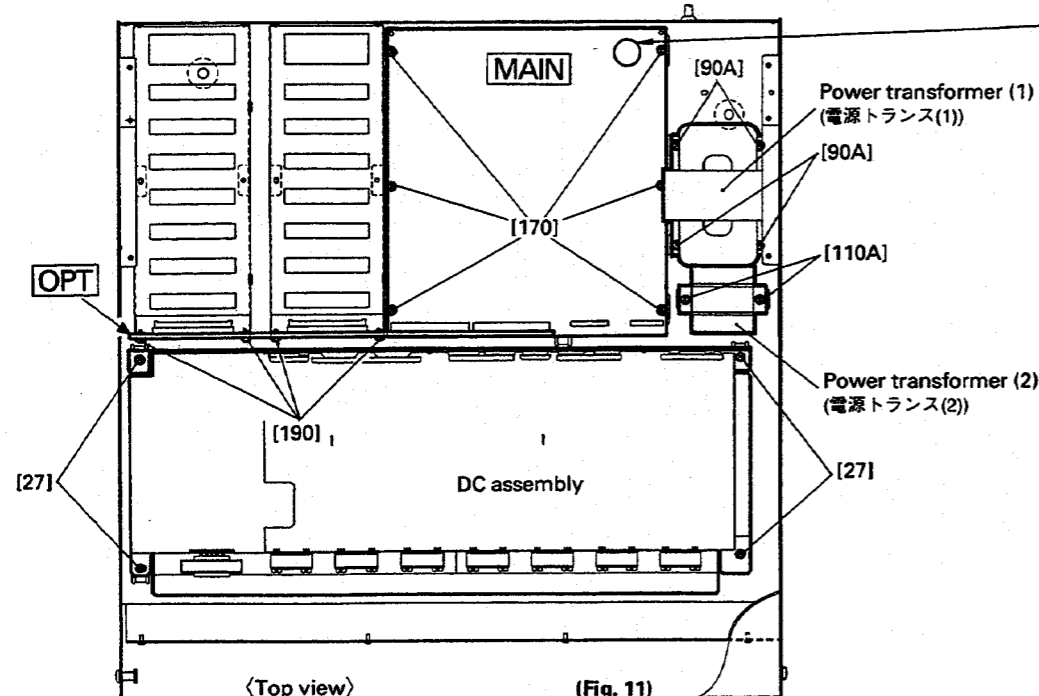 MAIN
[90A]
Power transformer (1)
(電源トランス(1))
[90A]
[170]
[110A]
OPT
Power transformer (2)
(電源トランス(2))
[190]
[27]
DC assembly
[27]
〈Top view〉
(Fig. 11)